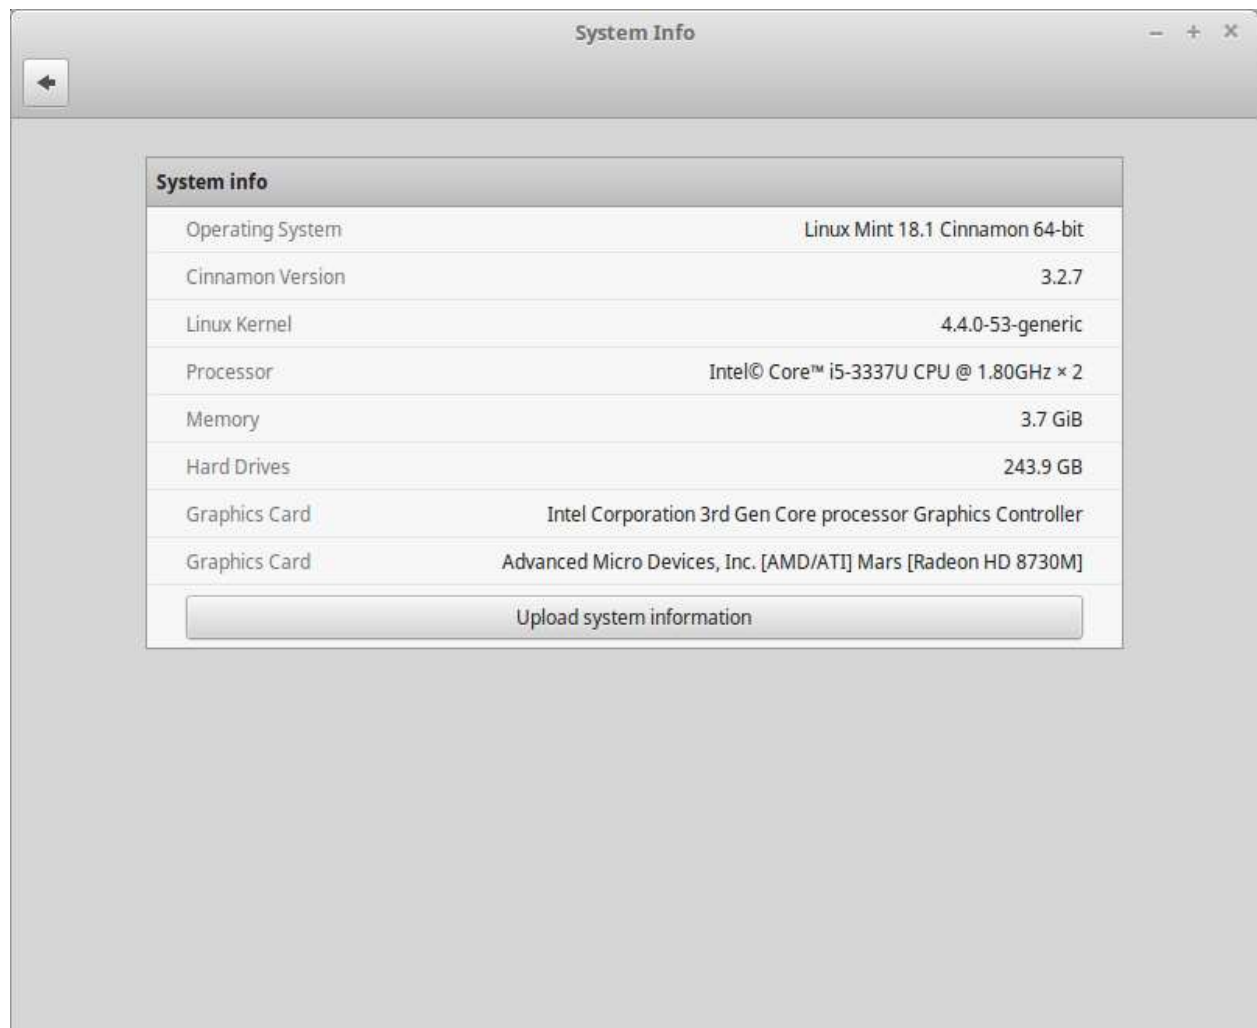 System Info
System info
Operating System Linux Mint 18.1 Cinnamon 64-bit
Cinnamon Version 3.2.7
Linux Kernel 4.4.0-53-generic
Processor Intel© Core™ i5-3337U CPU @ 1.80GHz × 2
Memory 3.7 GiB
Hard Drives 243.9 GB
Graphics Card Intel Corporation 3rd Gen Core processor Graphics Controller
Graphics Card Advanced Micro Devices, Inc. [AMD/ATI] Mars [Radeon HD 8730M]
Upload system information